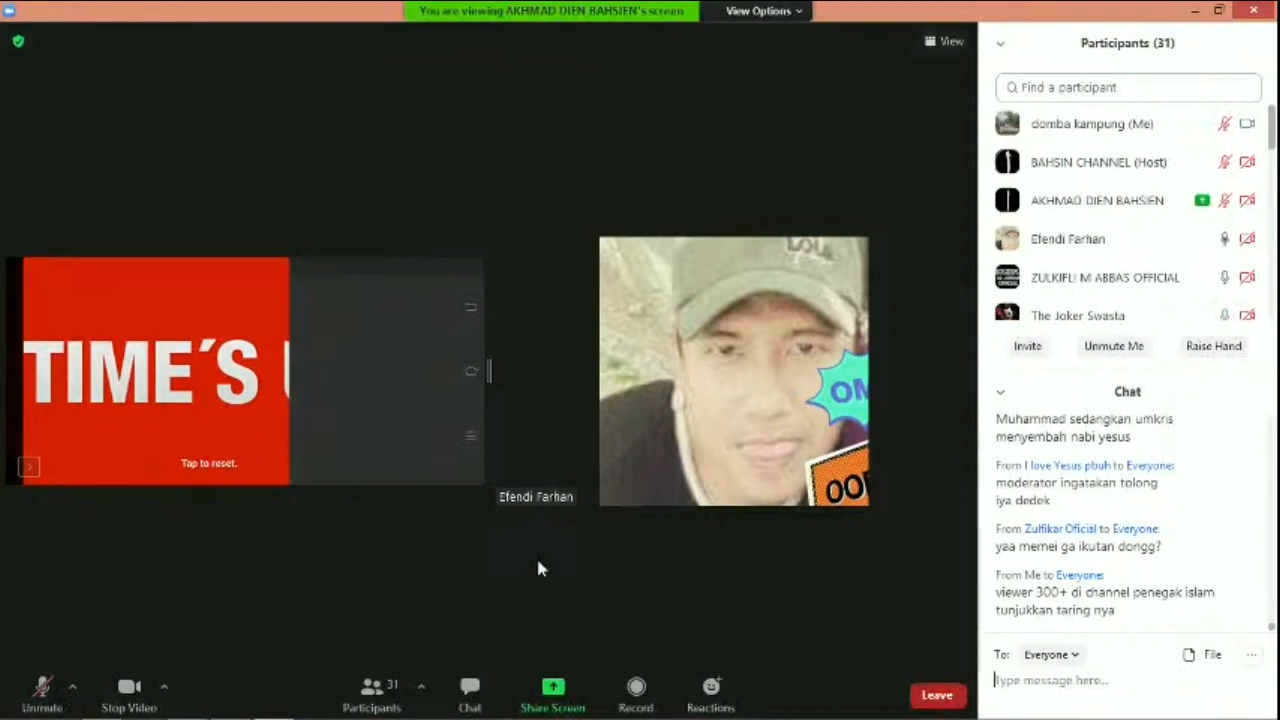 You are viewing AKHMAD DIEN BAHSIEN's screen
View Options
View
Participants (31)
Find a participant
domba kampung (Me)
BAHSIN CHANNEL (Host)
AKHMAD DIEN BAHSIEN
Efendi Farhan
ZULKIFLI M ABBAS OFFICIAL
The Joker Swasta
Invite
Unmute Me
Raise Hand
Chat
Muhammad sedangkan umkris
menyembah nabi yesus
From I love Yesus pbuh to Everyone:
moderator ingatakan tolong
iya dedek
From Zulfikar Oficial to Everyone:
yaa memei ga ikutan dongg?
From Me to Everyone:
viewer 300+ di channel penegak islam
tunjukkan taring nya
To: Everyone
File
Type message here...
TIME'S
Tap to reset.
Efendi Farhan
OM
OO
Unmute
Stop Video
31
Participants
Chat
Share Screen
Record
Reactions
Leave